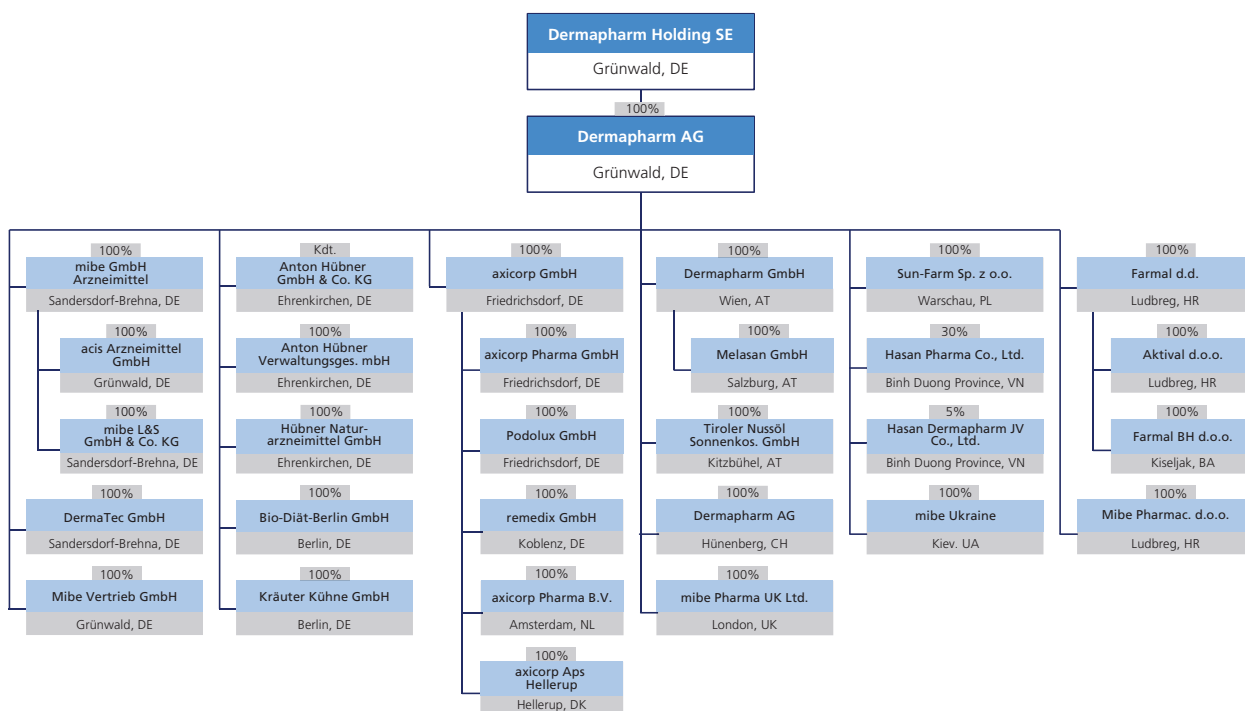 Dermapharm Holding SE
Grünwald, DE
100%
Dermapharm AG
Grünwald, DE
100%
mibe GmbH
Arzneimittel
Sandersdorf-Brehna, DE
100%
acis Arzneimittel
GmbH
Grünwald, DE
100%
mibe L&S
GmbH & Co. KG
Sandersdorf-Brehna, DE
100%
DermaTec GmbH
Sandersdorf-Brehna, DE
100%
Mibe Vertrieb GmbH
Grünwald, DE
Kdt.
Anton Hübner
GmbH & Co. KG
Ehrenkirchen, DE
100%
Anton Hübner
Verwaltungsges. mbH
Ehrenkirchen, DE
100%
Hübner Natur-
arzneimittel GmbH
Ehrenkirchen, DE
100%
Bio-Diät-Berlin GmbH
Berlin, DE
100%
Kräuter Kühne GmbH
Berlin, DE
100%
axicorp GmbH
Friedrichsdorf, DE
100%
axicorp Pharma GmbH
Friedrichsdorf, DE
100%
Podolux GmbH
Friedrichsdorf, DE
100%
remedix GmbH
Koblenz, DE
100%
axicorp Pharma B.V.
Amsterdam, NL
100%
axicorp Aps
Hellerup
Hellerup, DK
100%
Dermapharm GmbH
Wien, AT
100%
Melasan GmbH
Salzburg, AT
100%
Tiroler Nussöl
Sonnenkos. GmbH
Kitzbühel, AT
100%
Dermapharm AG
Hünenberg, CH
100%
mibe Pharma UK Ltd.
London, UK
100%
Sun-Farm Sp. z o.o.
Warschau, PL
30%
Hasan Pharma Co., Ltd.
Binh Duong Province, VN
5%
Hasan Dermapharm JV
Co., Ltd.
Binh Duong Province, VN
100%
mibe Ukraine
Kiev. UA
100%
Farmal d.d.
Ludbreg, HR
100%
Aktival d.o.o.
Ludbreg, HR
100%
Farmal BH d.o.o.
Kiseljak, BA
100%
Mibe Pharmac. d.o.o.
Ludbreg, HR